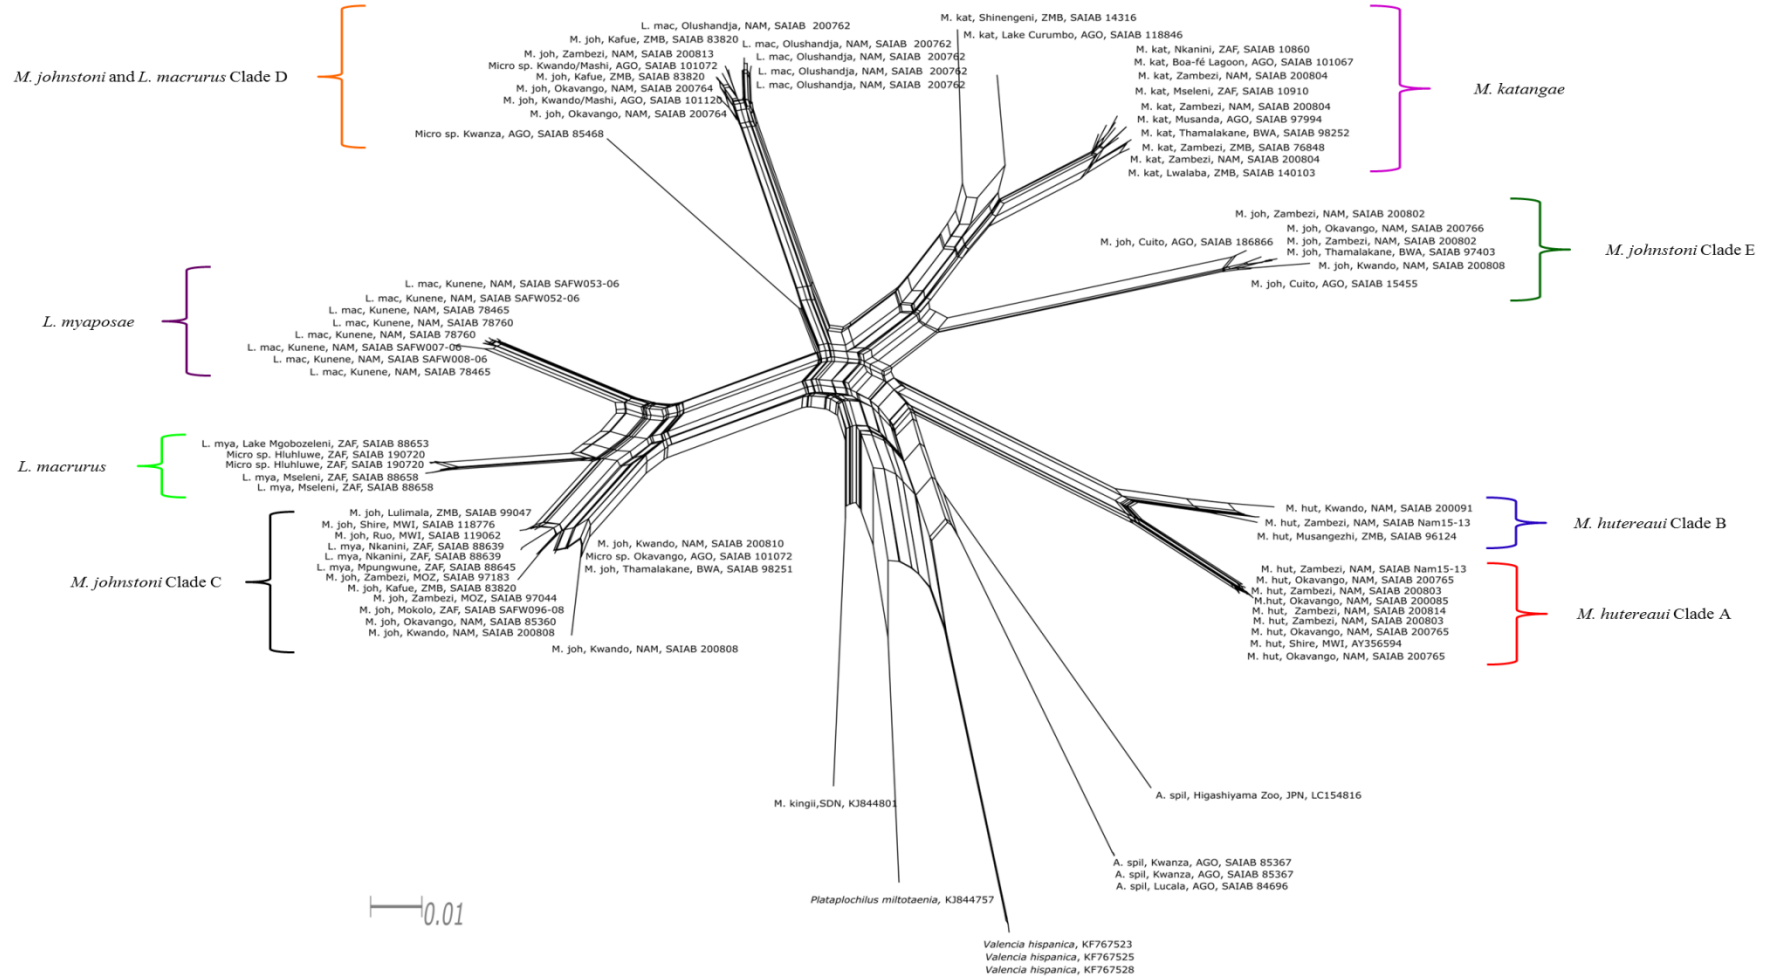 M. johnstoni and L. macrurus Clade D
L. mac, Olushandja, NAM, SAIAB 200762
M. joh, Kafue, ZMB, SAIAB 83820
L. mac, Olushandja, NAM, SAIAB 200762
M. joh, Zambezi, NAM, SAIAB 200813
L. mac, Olushandja, NAM, SAIAB 200762
Micro sp. Kwando/Mashi, AGO, SAIAB 101072
L. mac, Olushandja, NAM, SAIAB 200762
M. joh, Kafue, ZMB, SAIAB 83820
L. mac, Olushandja, NAM, SAIAB 200762
M. joh, Okavango, NAM, SAIAB 200764
M. joh, Kwando/Mashi, AGO, SAIAB 101120
M. joh, Okavango, NAM, SAIAB 200764
Micro sp. Kwanza, AGO, SAIAB 85468
M. kat, Shinengeni, ZMB, SAIAB 14316
M. kat, Lake Curumbo, AGO, SAIAB 118846
M. kat, Nkanini, ZAF, SAIAB 10860
M. kat, Boa-fé Lagoon, AGO, SAIAB 101067
M. kat, Zambezi, NAM, SAIAB 200804
M. kat, Mseleni, ZAF, SAIAB 10910
M. kat, Zambezi, NAM, SAIAB 200804
M. kat, Musanda, AGO, SAIAB 97994
M. kat, Thamalakane, BWA, SAIAB 98252
M. kat, Zambezi, ZMB, SAIAB 76848
M. kat, Zambezi, NAM, SAIAB 200804
M. kat, Lwalaba, ZMB, SAIAB 140103
M. katangae
M. joh, Zambezi, NAM, SAIAB 200802
M. joh, Okavango, NAM, SAIAB 200766
M. joh, Cuito, AGO, SAIAB 186866
M. joh, Zambezi, NAM, SAIAB 200802
M. joh, Thamalakane, BWA, SAIAB 97403
M. joh, Kwando, NAM, SAIAB 200808
M. joh, Cuito, AGO, SAIAB 15455
M. johnstoni Clade E
L. myaposae
L. mac, Kunene, NAM, SAIAB SAFW053-06
L. mac, Kunene, NAM, SAIAB SAFW052-06
L. mac, Kunene, NAM, SAIAB 78465
L. mac, Kunene, NAM, SAIAB 78760
L. mac, Kunene, NAM, SAIAB 78760
L. mac, Kunene, NAM, SAIAB SAFW007-06
L. mac, Kunene, NAM, SAIAB SAFW008-06
L. mac, Kunene, NAM, SAIAB 78465
L. macrurus
L. mya, Lake Mgobozeleni, ZAF, SAIAB 88653
Micro sp. Hluhluwe, ZAF, SAIAB 190720
Micro sp. Hluhluwe, ZAF, SAIAB 190720
L. mya, Mseleni, ZAF, SAIAB 88658
L. mya, Mseleni, ZAF, SAIAB 88658
M. johnstoni Clade C
M. joh, Lulimala, ZMB, SAIAB 99047
M. joh, Shire, MWI, SAIAB 118776
M. joh, Ruo, MWI, SAIAB 119062
L. mya, Nkanini, ZAF, SAIAB 88639
L. mya, Nkanini, ZAF, SAIAB 88639
L. mya, Mpungwune, ZAF, SAIAB 88645
M. joh, Zambezi, MOZ, SAIAB 97183
M. joh, Kafue, ZMB, SAIAB 83820
M. joh, Zambezi, MOZ, SAIAB 97044
M. joh, Mokolo, ZAF, SAIAB SAFW096-08
M. joh, Okavango, NAM, SAIAB 85360
M. joh, Kwando, NAM, SAIAB 200808
M. joh, Kwando, NAM, SAIAB 200810
Micro sp. Okavango, AGO, SAIAB 101072
M. joh, Thamalakane, BWA, SAIAB 98251
M. joh, Kwando, NAM, SAIAB 200808
M. hut, Kwando, NAM, SAIAB 200091
M. hut, Zambezi, NAM, SAIAB Nam15-13
M. hut, Musangezhi, ZMB, SAIAB 96124
M. hutereaui Clade B
M. hut, Zambezi, NAM, SAIAB Nam15-13
M. hut, Okavango, NAM, SAIAB 200765
M. hut, Zambezi, NAM, SAIAB 200803
M.hut, Okavango, NAM, SAIAB 200085
M. hut, Zambezi, NAM, SAIAB 200814
M. hut, Zambezi, NAM, SAIAB 200803
M. hut, Okavango, NAM, SAIAB 200765
M. hut, Shire, MWI, AY356594
M. hut, Okavango, NAM, SAIAB 200765
M. hutereaui Clade A
M. kingii,SDN, KJ844801
A. spil, Higashiyama Zoo, JPN, LC154816
A. spil, Kwanza, AGO, SAIAB 85367
A. spil, Kwanza, AGO, SAIAB 85367
A. spil, Lucala, AGO, SAIAB 84696
Plataplochilus miltotaenia, KJ844757
Valencia hispanica, KF767523
Valencia hispanica, KF767525
Valencia hispanica, KF767528
0.01